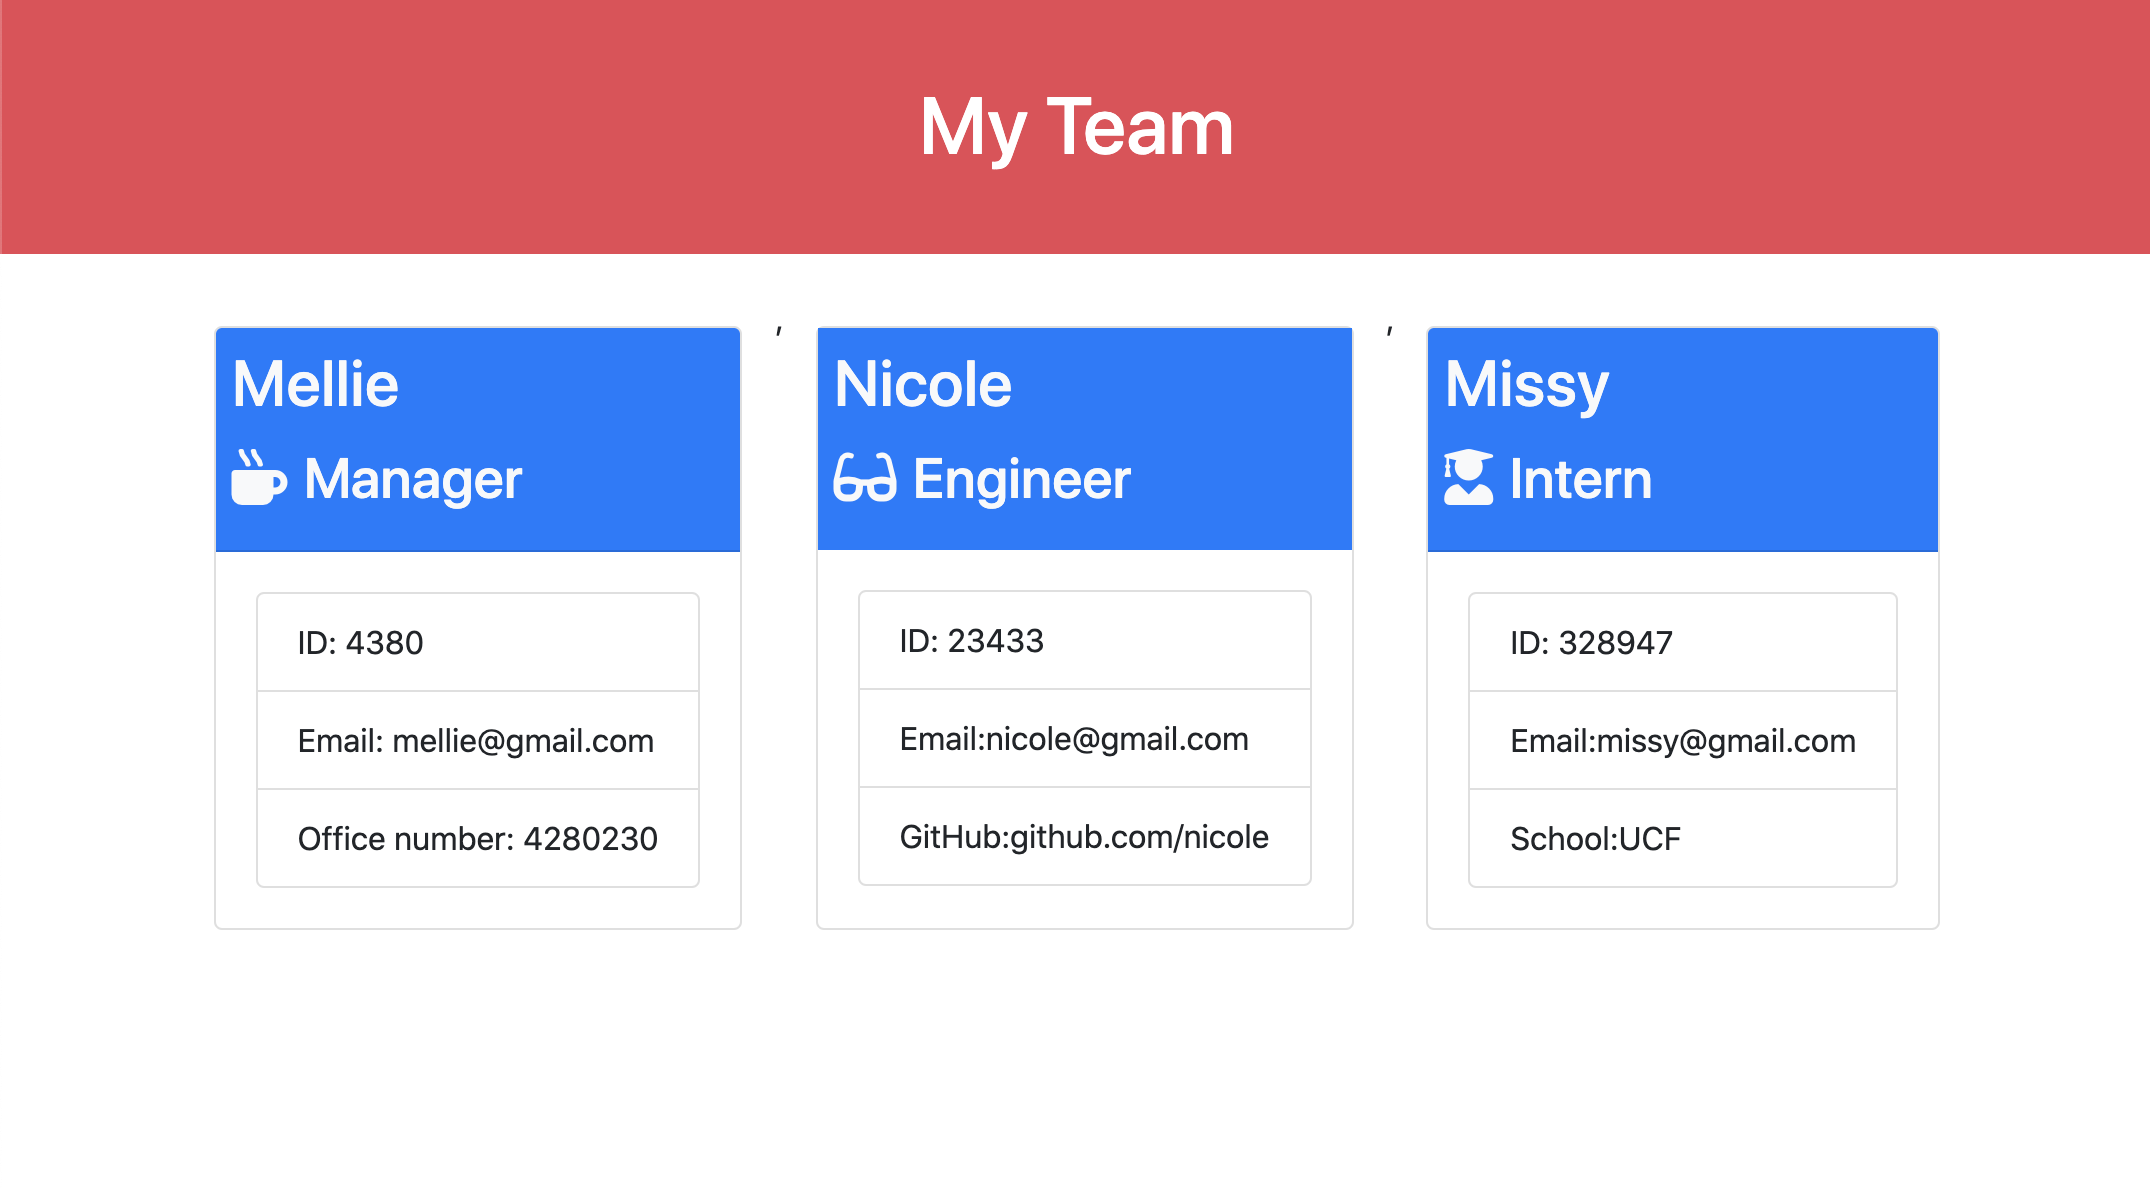 My Team
Mellie
Manager
ID: 4380
Email: mellie@gmail.com
Office number: 4280230
,
Nicole
Engineer
ID: 23433
Email:nicole@gmail.com
GitHub:github.com/nicole
,
Missy
Intern
ID: 328947
Email:missy@gmail.com
School:UCF